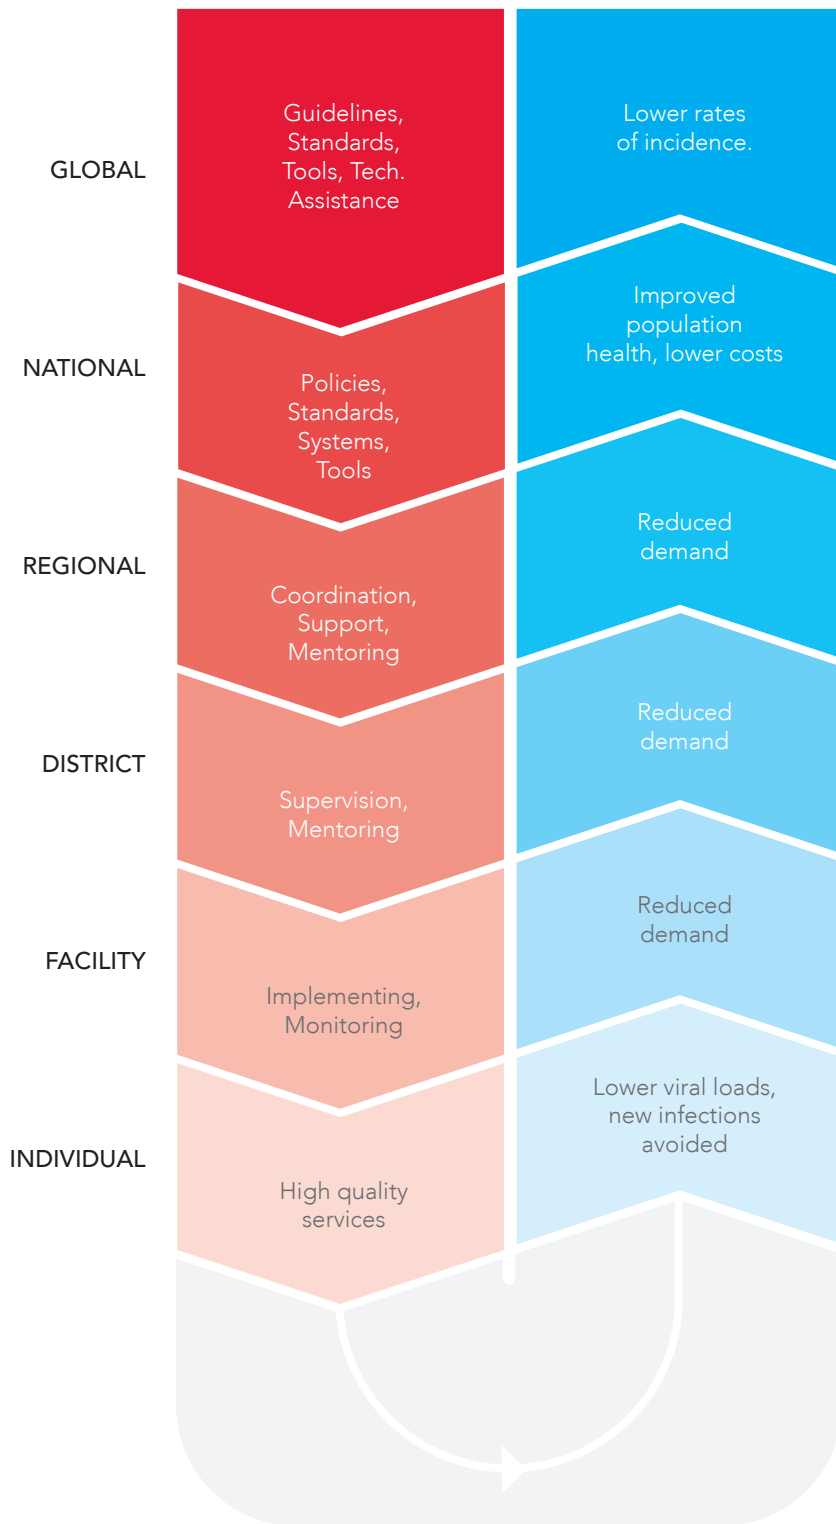 GLOBAL
Guidelines,
Standards,
Tools, Tech.
Assistance
Lower rates
of incidence.
NATIONAL
Policies,
Standards,
Systems,
Tools
Improved
population
health, lower costs
REGIONAL
Coordination,
Support,
Mentoring
Reduced
demand
DISTRICT
Supervision,
Mentoring
Reduced
demand
FACILITY
Implementing,
Monitoring
Reduced
demand
INDIVIDUAL
High quality
services
Lower viral loads,
new infections
avoided